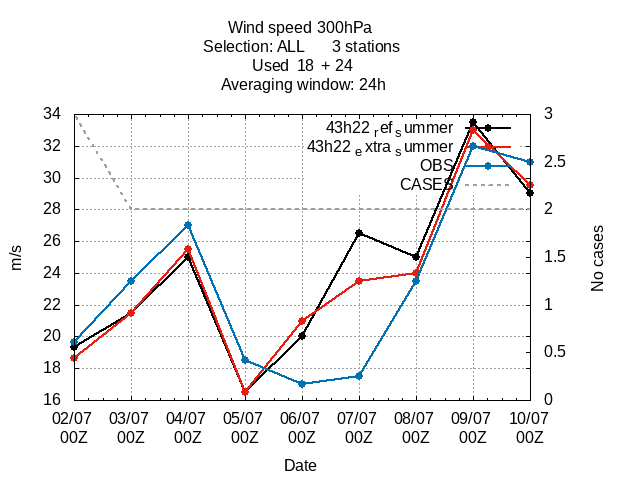 Wind speed 300hPa
Selection: ALL 3 stations
Used 18 + 24
Averaging window: 24h
34 3
43h22 ref summer
43h22 extra summer
OBS
CASES
32 2.5
30
28 2
26 1.5
24
22 1
20 0.5
18
16 0
m/s
No cases
02/07 03/07 04/07 05/07 06/07 07/07 08/07 09/07 10/07
00Z 00Z 00Z 00Z 00Z 00Z 00Z 00Z 00Z
Date